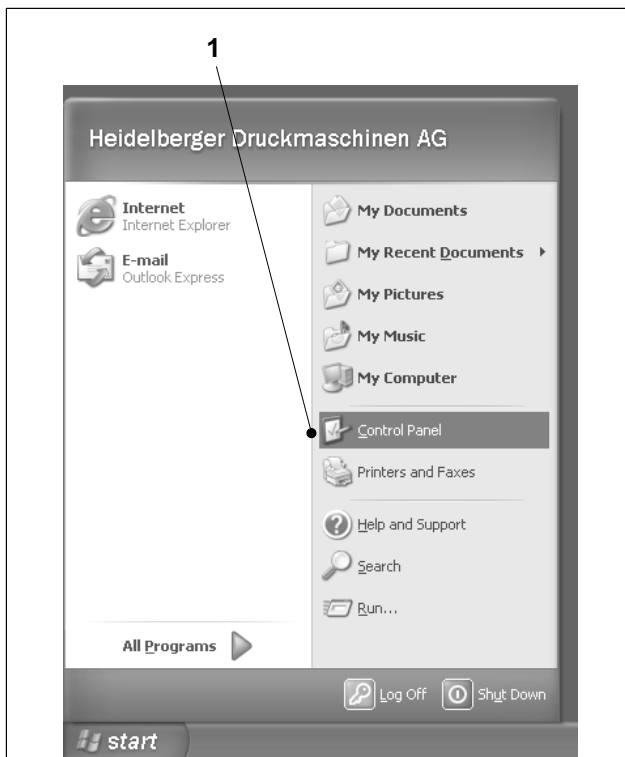 1
Heidelberger Druckmaschinen AG
Internet
Internet Explorer
E-mail
Outlook Express
All Programs
My Documents
My Recent Documents
My Pictures
My Music
My Computer
Control Panel
Printers and Faxes
Help and Support
Search
Run...
Log Off
Shut Down
start